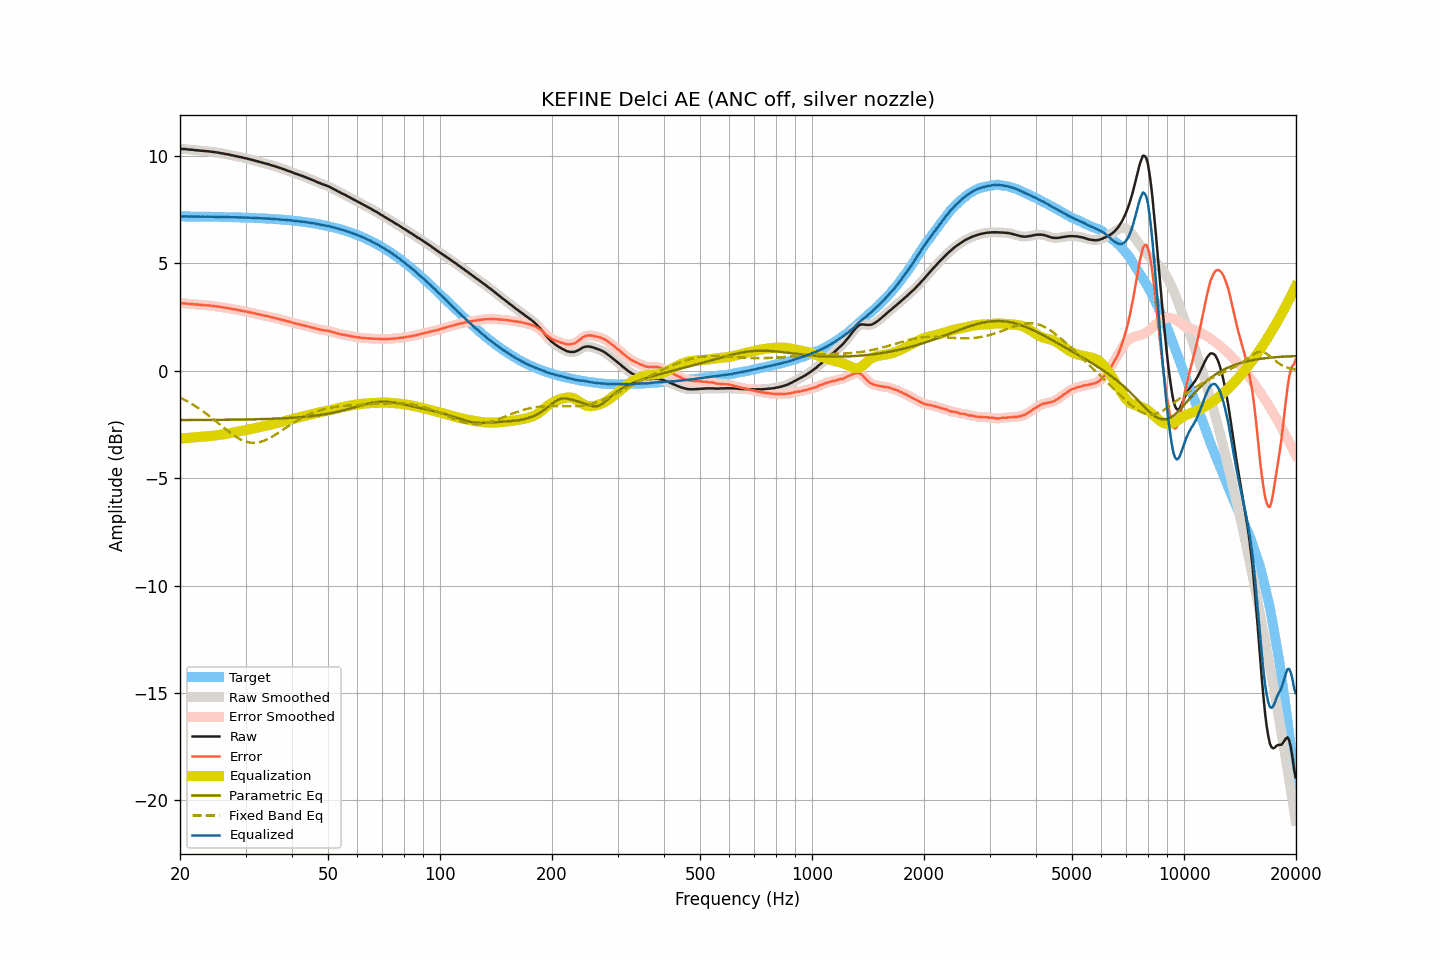 KEFINE Delci AE (ANC off, silver nozzle)
Amplitude (dBr)
10
5
0
−5
−10
−15
−20
Target
Raw Smoothed
Error Smoothed
Raw
Error
Equalization
Parametric Eq
Fixed Band Eq
Equalized
20 50 100 200 500 1000 2000 5000 10000 20000
Frequency (Hz)